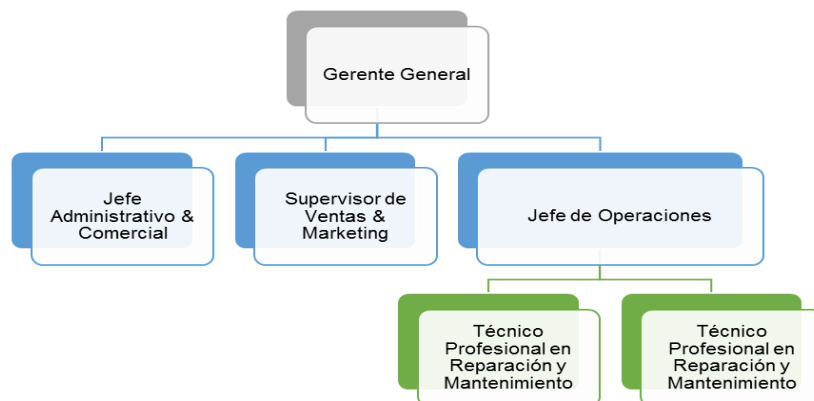 Gerente General
Jefe
Administrativo &
Comercial
Supervisor de
Ventas &
Marketing
Jefe de Operaciones
Técnico
Profesional en
Reparación y
Mantenimiento
Técnico
Profesional en
Reparación y
Mantenimiento